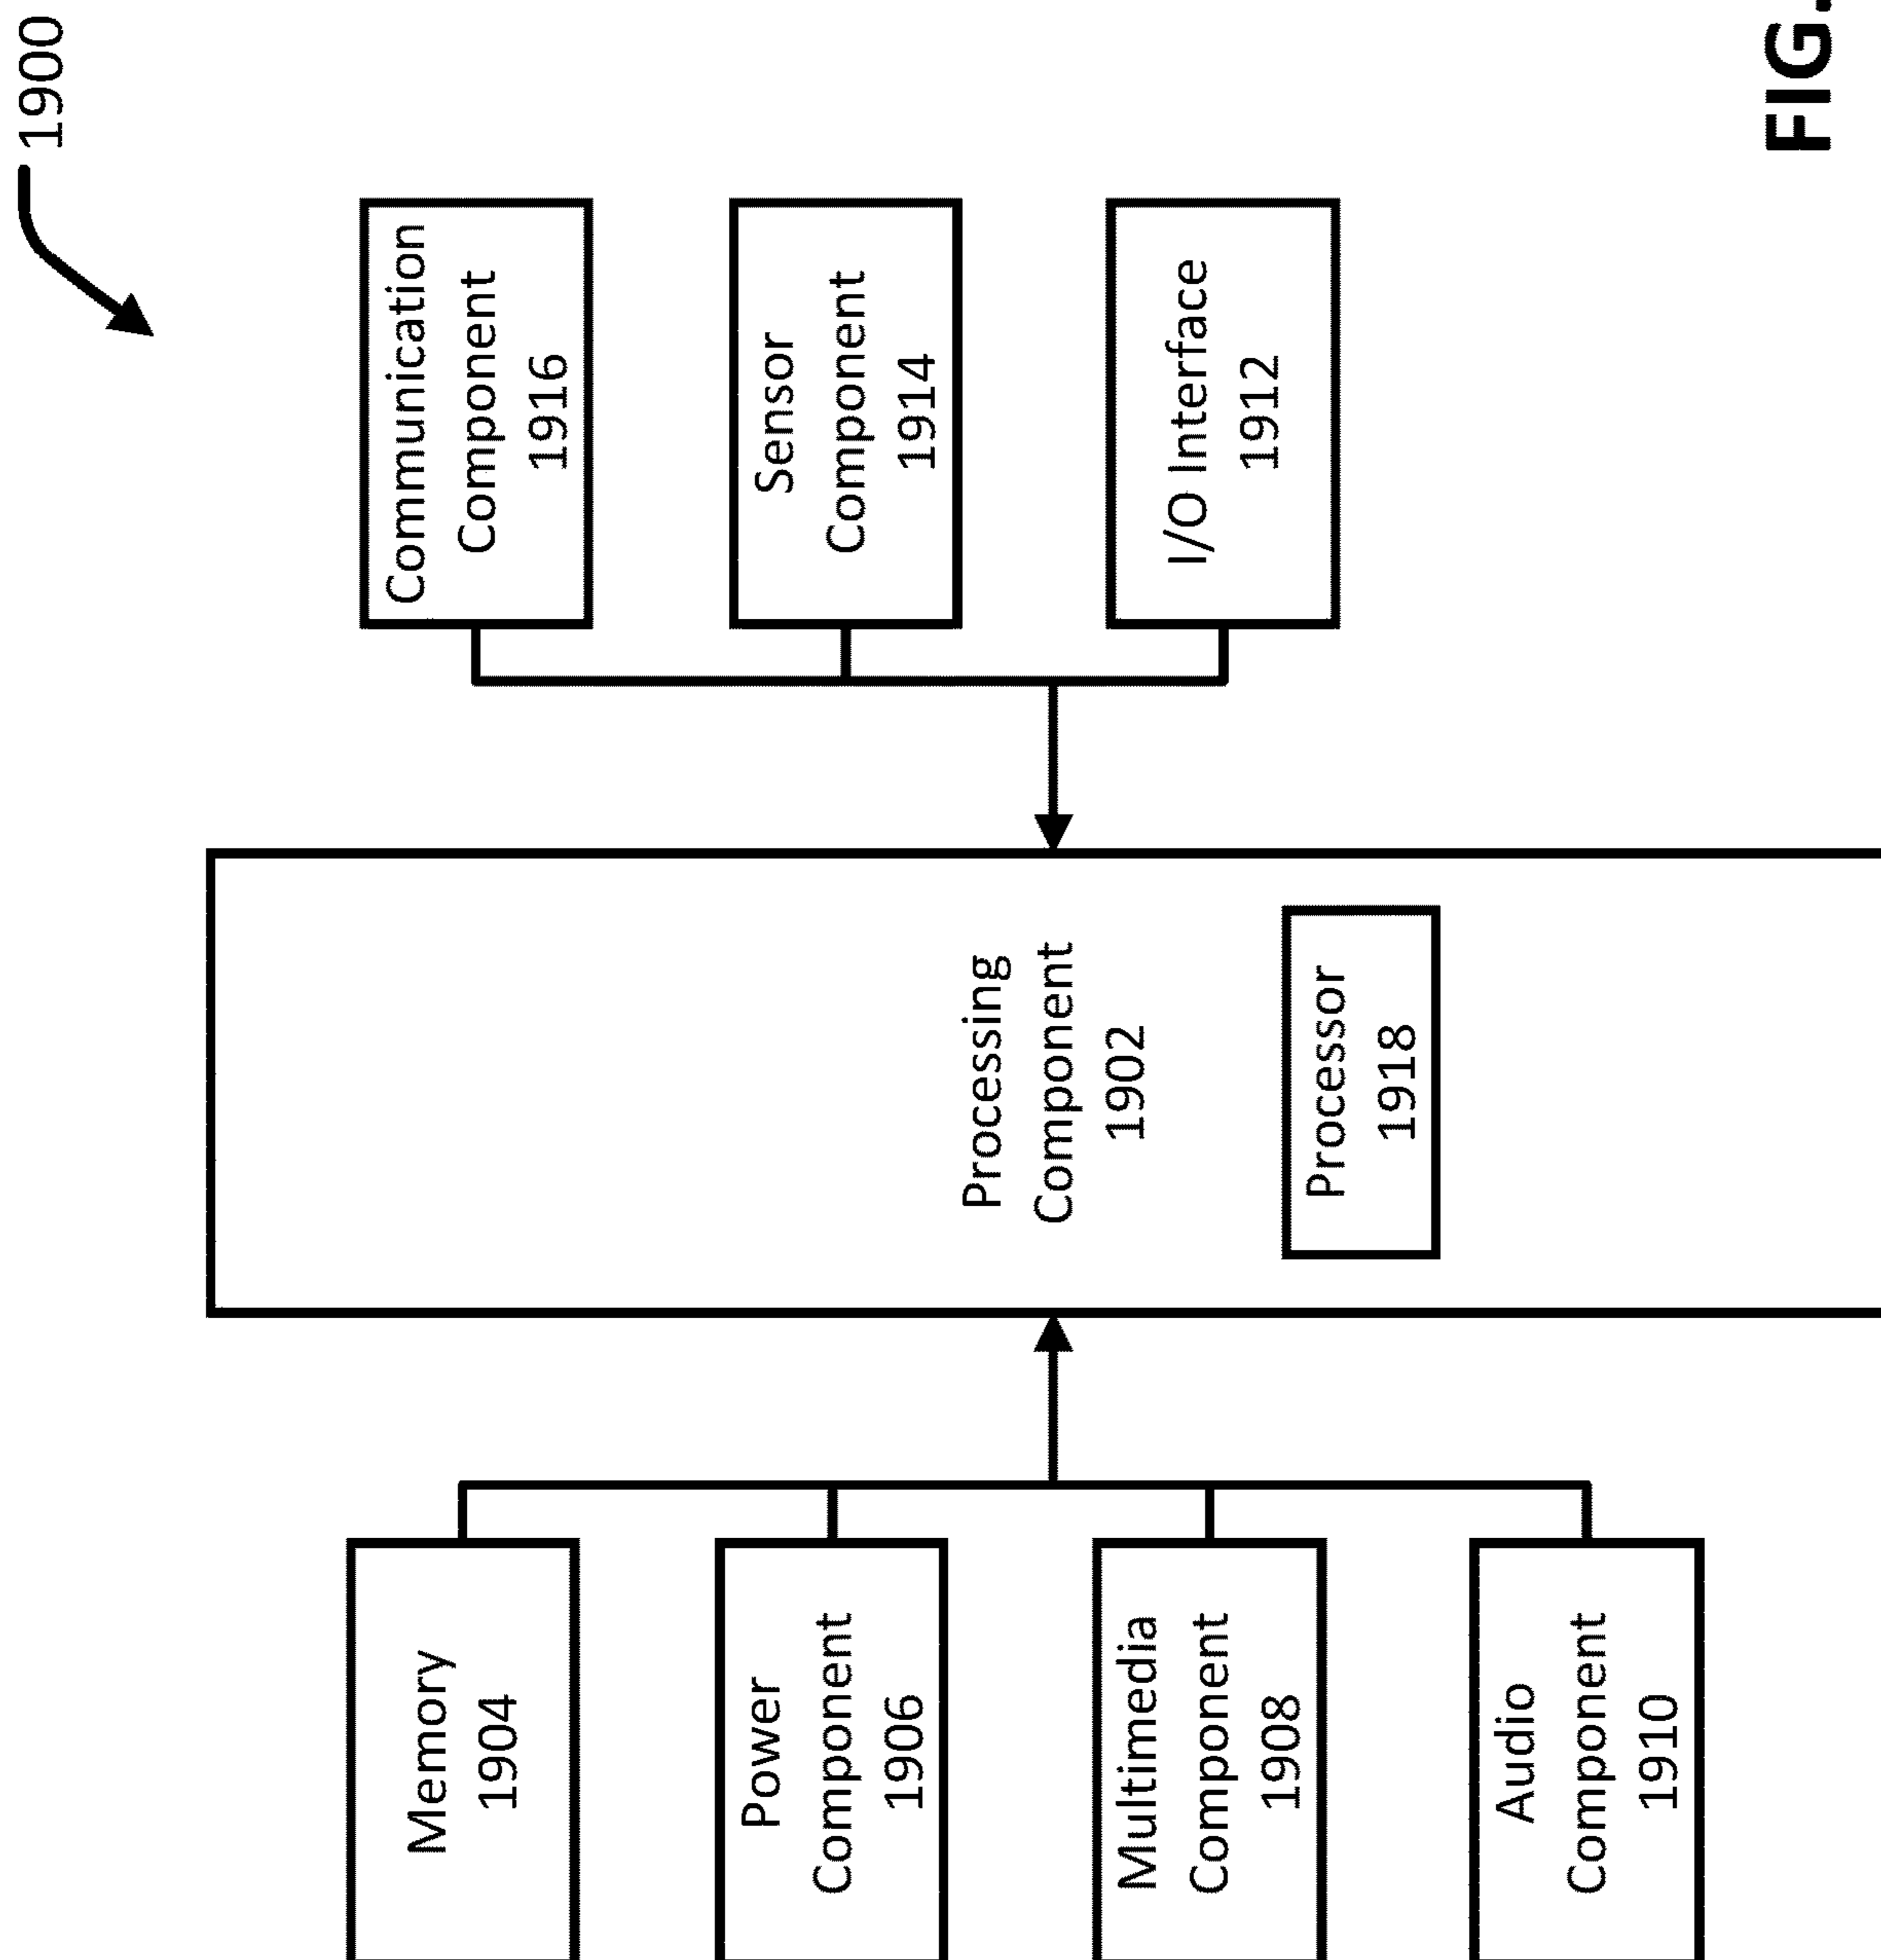 1900
Memory
1904
Power
Component
1906
Multimedia
Component
1908
Audio
Component
1910
Processing
Component
1902
Processor
1918
Communication
Component
1916
Sensor
Component
1914
I/O Interface
1912
FIG.